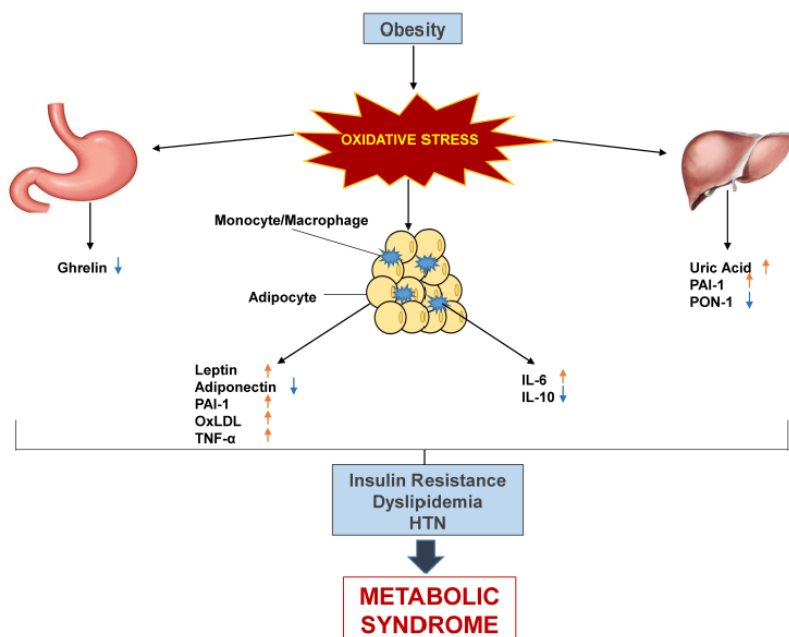 Obesity
OXIDATIVE STRESS
Monocyte/Macrophage
Adipocyte
Ghrelin ↓
Uric Acid ↑
PAI-1 ↑
PON-1 ↓
Leptin ↑
Adiponectin ↓
PAI-1 ↑
OxLDL ↑
TNF-α ↑
IL-6 ↑
IL-10 ↓
Insulin Resistance
Dyslipidemia
HTN
METABOLIC
SYNDROME